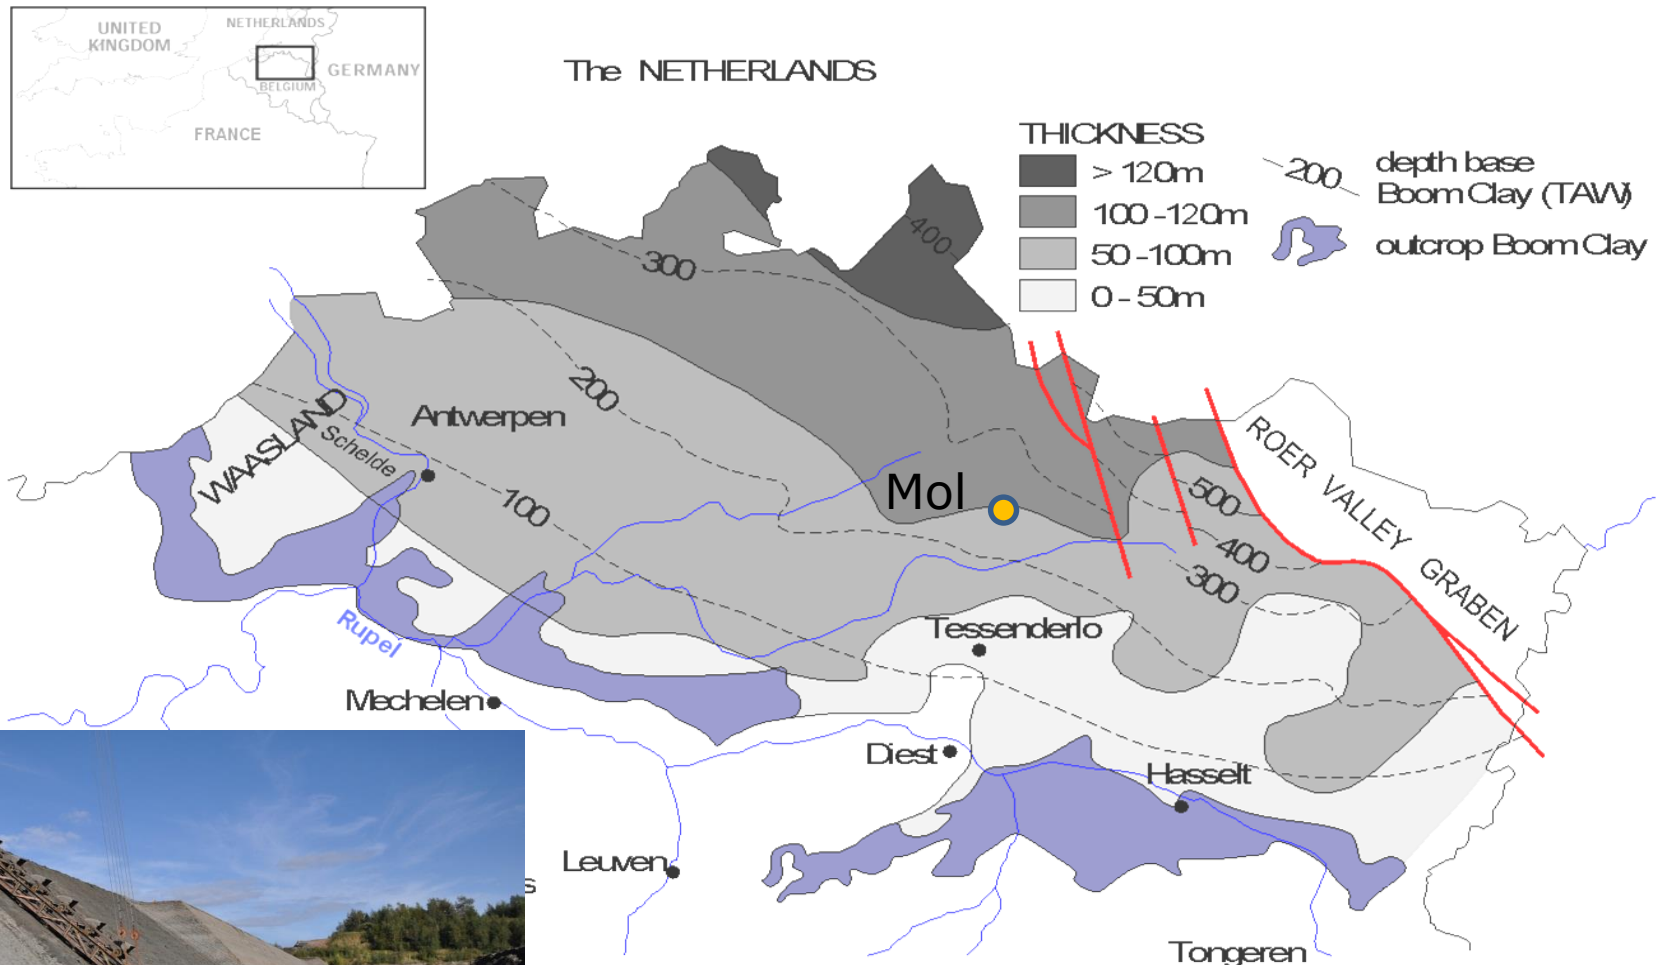 UNITED
KINGDOM
NETHERLANDS
GERMANY
BELGIUM
FRANCE
The NETHERLANDS
THICKNESS
> 120m
100 -120m
50 -100m
0 - 50m
200
depth base
Boom Clay (TAW)
outcrop Boom Clay
400
300
200
100
WAASLAND
Schelde
Antwerpen
Mol
500
400
300
ROER VALLEY GRABEN
Rupel
Tessenderlo
Mechelen
Diest
Hasselt
Leuven
s
Tongeren